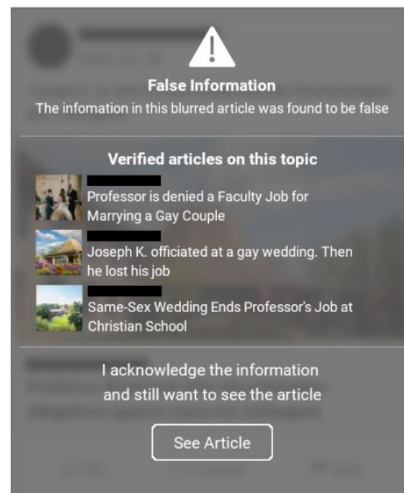 False Information
The infomation in this blurred article was found to be false
Verified articles on this topic
Professor is denied a Faculty Job for
Marrying a Gay Couple
Joseph K. officiated at a gay wedding. Then
he lost his job
Same-Sex Wedding Ends Professor's Job at
Christian School
I acknowledge the information
and still want to see the article
See Article